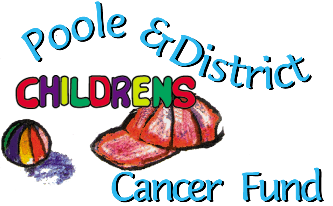 Poole & District
CHILDRENS
Cancer Fund